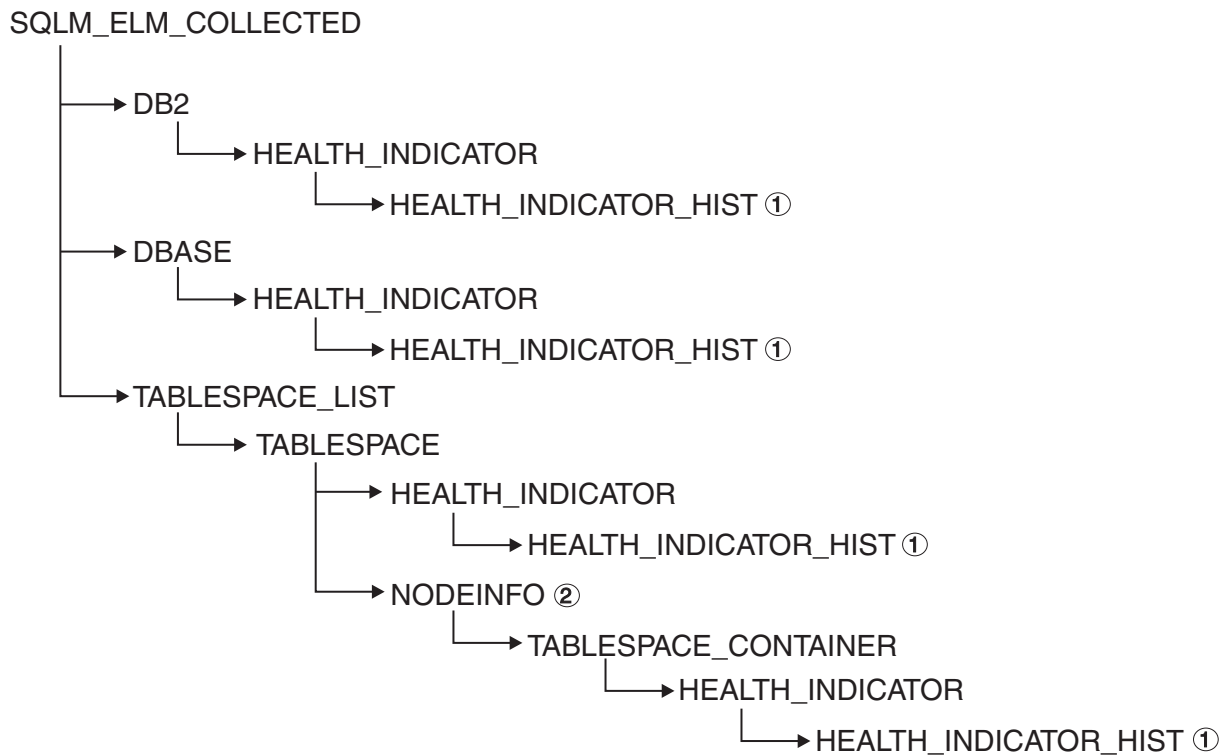 SQLM_ELM_COLLECTED
DB2
HEALTH_INDICATOR
HEALTH_INDICATOR_HIST ①
DBASE
HEALTH_INDICATOR
HEALTH_INDICATOR_HIST ①
TABLESPACE_LIST
TABLESPACE
HEALTH_INDICATOR
HEALTH_INDICATOR_HIST ①
NODEINFO ②
TABLESPACE_CONTAINER
HEALTH_INDICATOR
HEALTH_INDICATOR_HIST ①